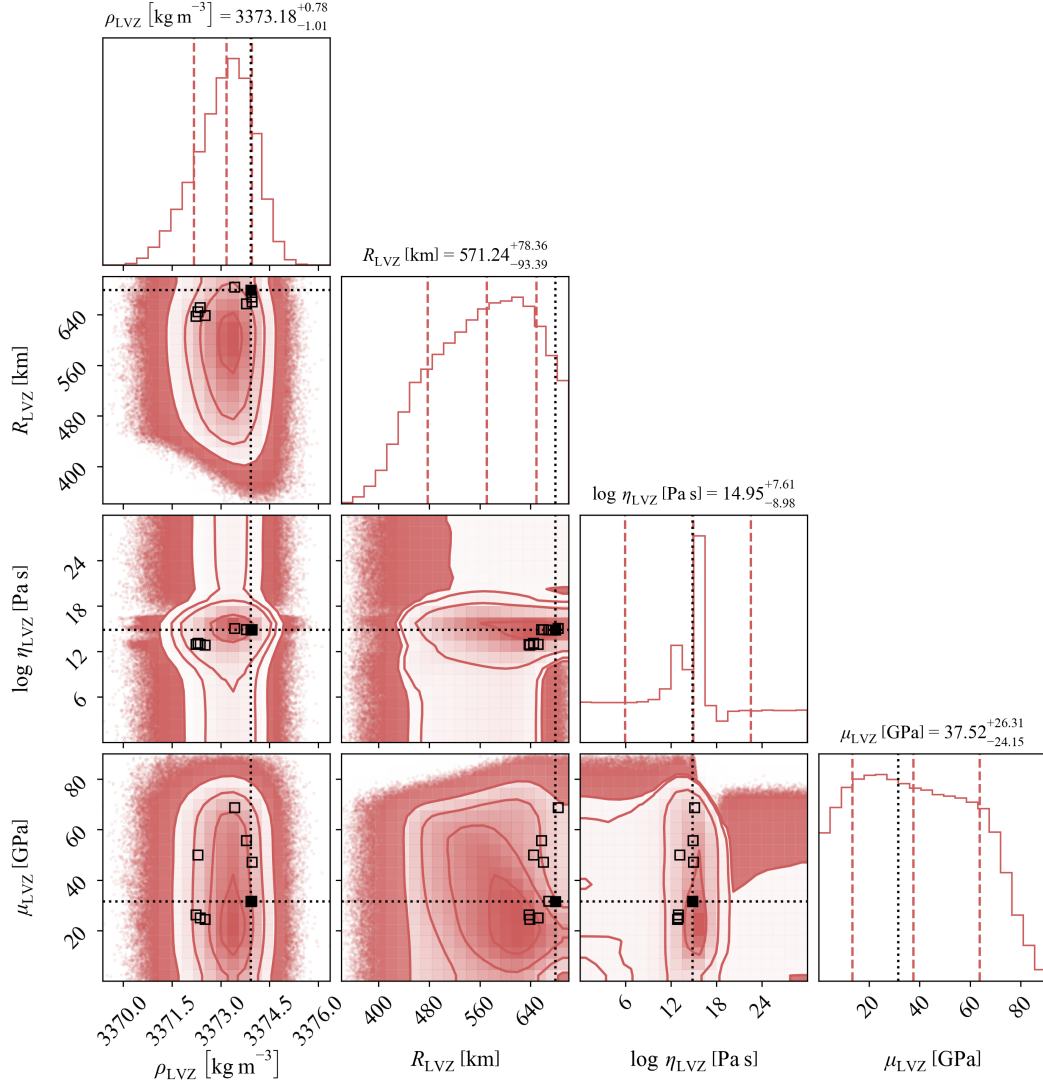 ρ_LVZ [kg m⁻³] = 3373.18 +0.78 −1.01
R_LVZ [km] = 571.24 +78.36 −93.39
log η_LVZ [Pa s] = 14.95 +7.61 −8.98
μ_LVZ [GPa] = 37.52 +26.31 −24.15
R_LVZ [km]
640
560
480
400
log η_LVZ [Pa s]
24
18
12
6
μ_LVZ [GPa]
80
60
40
20
3370.0 3371.5 3373.0 3374.5 3376.0
400 480 560 640
6 12 18 24
20 40 60 80
ρ_LVZ [kg m⁻³]
R_LVZ [km]
log η_LVZ [Pa s]
μ_LVZ [GPa]